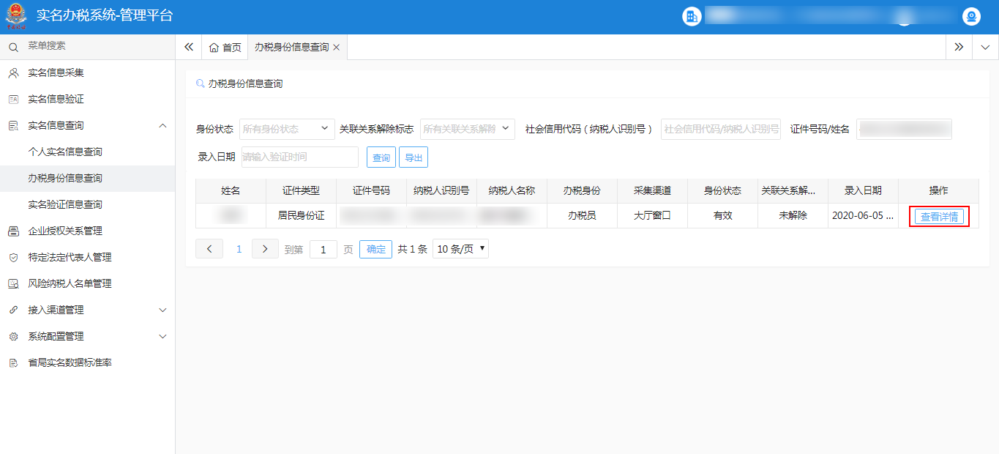 实名办税系统-管理平台
菜单搜索
首页
办税身份信息查询
实名信息采集
实名信息验证
实名信息查询
个人实名信息查询
办税身份信息查询
实名验证信息查询
企业授权关系管理
特定法定代表人管理
风险纳税人名单管理
接入渠道管理
系统配置管理
省局实名数据标准率
办税身份信息查询
身份状态 所有身份状态 关联关系解除标志 所有关联关系解除 社会信用代码（纳税人识别号） 社会信用代码/纳税人识别号 证件号码/姓名
录入日期 请输入验证时间 查询 导出
姓名 证件类型 证件号码 纳税人识别号 纳税人名称 办税身份 采集渠道 身份状态 关联关系解... 录入日期 操作
居民身份证 办税员 大厅窗口 有效 未解除 2020-06-05 ... 查看详情
1 到第 1 页 确定 共 1 条 10 条/页